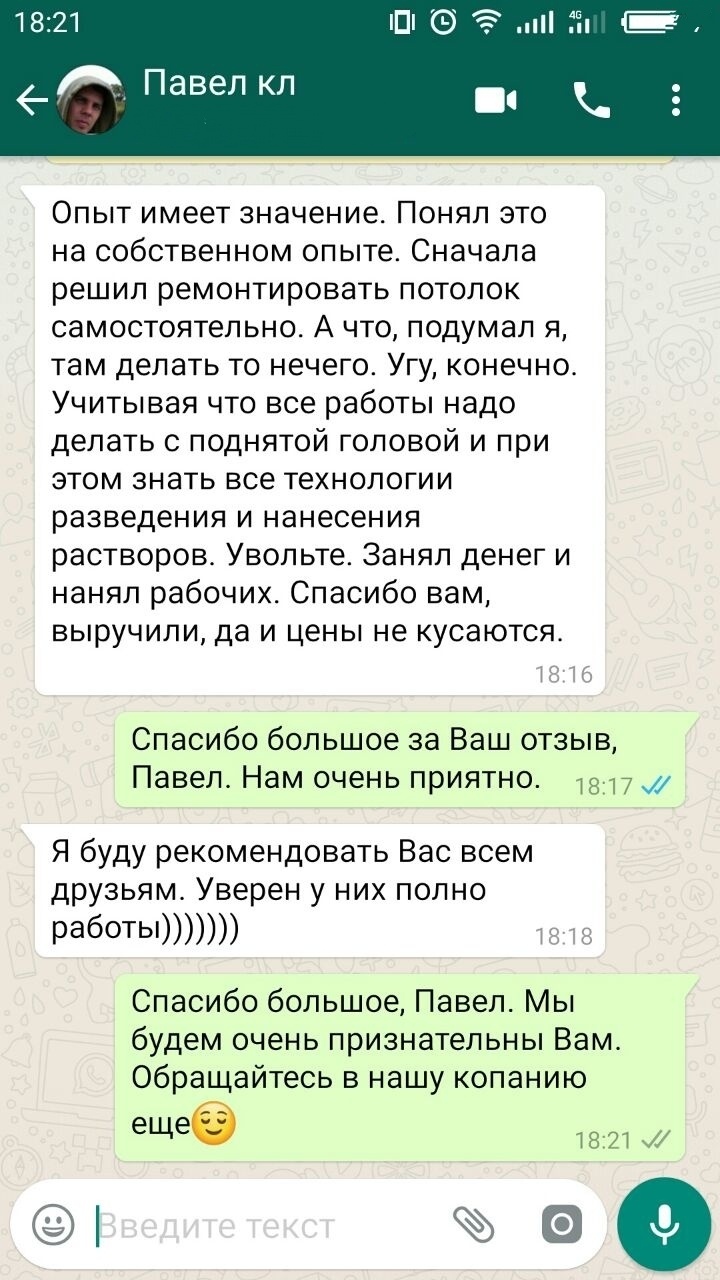 18:21
4G
Павел кл
Опыт имеет значение. Понял это
на собственном опыте. Сначала
решил ремонтировать потолок
самостоятельно. А что, подумал я,
там делать то нечего. Угу, конечно.
Учитывая что все работы надо
делать с поднятой головой и при
этом знать все технологии
разведения и нанесения
растворов. Увольте. Занял денег и
нанял рабочих. Спасибо вам,
выручили, да и цены не кусаются.
18:16
Спасибо большое за Ваш отзыв,
Павел. Нам очень приятно.
18:17
Я буду рекомендовать Вас всем
друзьям. Уверен у них полно
работы)))))))
18:18
Спасибо большое, Павел. Мы
будем очень признательны Вам.
Обращайтесь в нашу копанию
еще😌
18:21
Введите текст